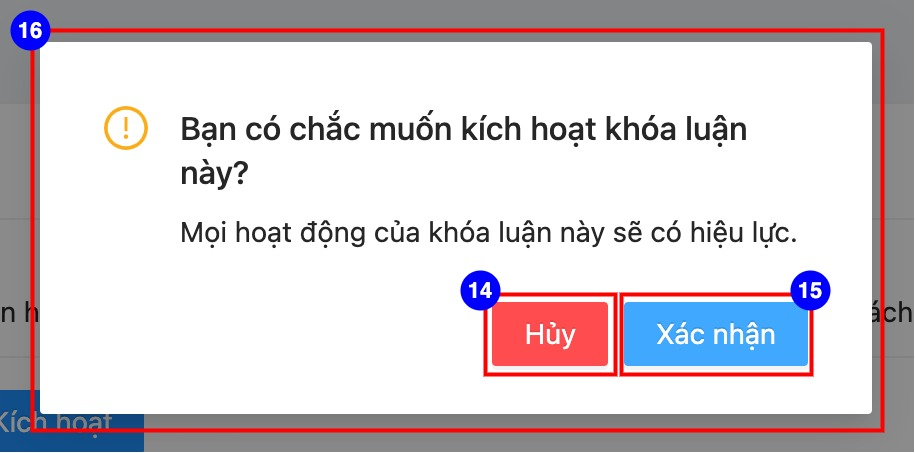 16
Bạn có chắc muốn kích hoạt khóa luận
này?
Mọi hoạt động của khóa luận này sẽ có hiệu lực.
14
15
n h
ách
Hủy
Xác nhận
Kích hoạt